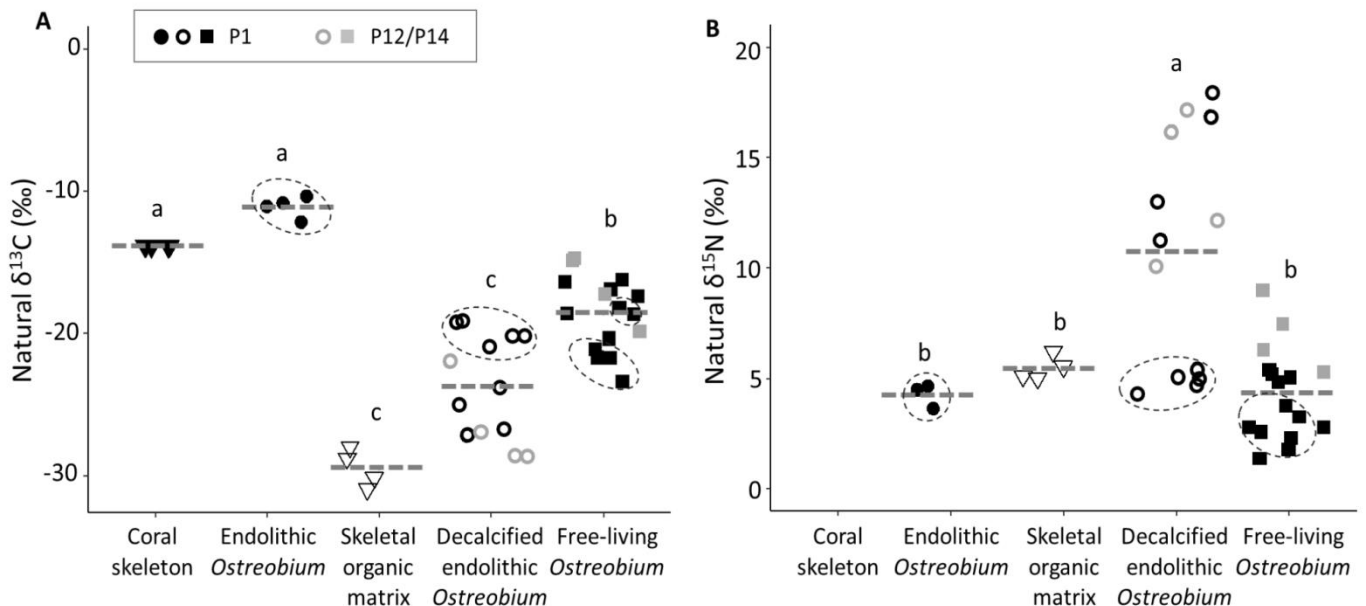 A
P1
P12/P14
Natural δ¹³C (‰)
0
-10
-20
-30
a
a
c
c
b
Coral
skeleton
Endolithic
Ostreobium
Skeletal
organic
matrix
Decalcified
endolithic
Ostreobium
Free-living
Ostreobium
B
Natural δ¹⁵N (‰)
20
15
10
5
0
b
b
a
b
Coral
skeleton
Endolithic
Ostreobium
Skeletal
organic
matrix
Decalcified
endolithic
Ostreobium
Free-living
Ostreobium